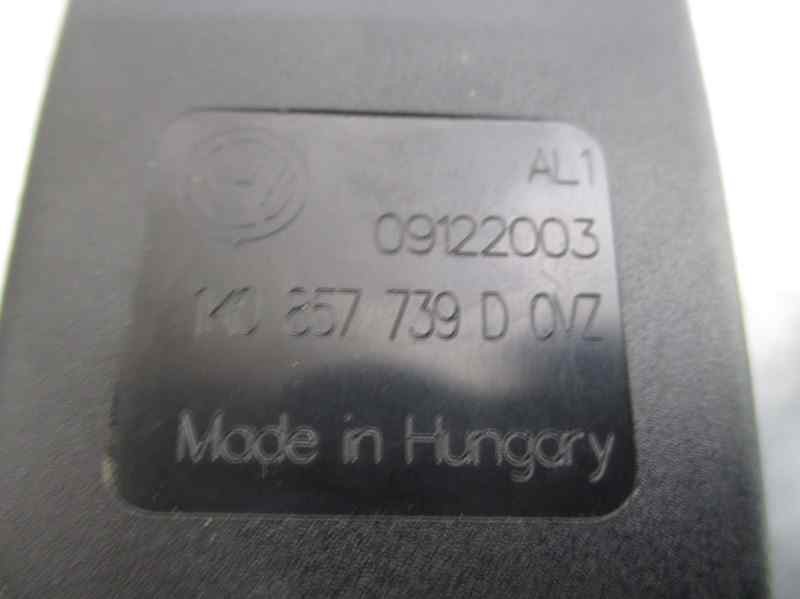 AL1
09122003
1K0 857 739 D 0VZ
Made in Hungary